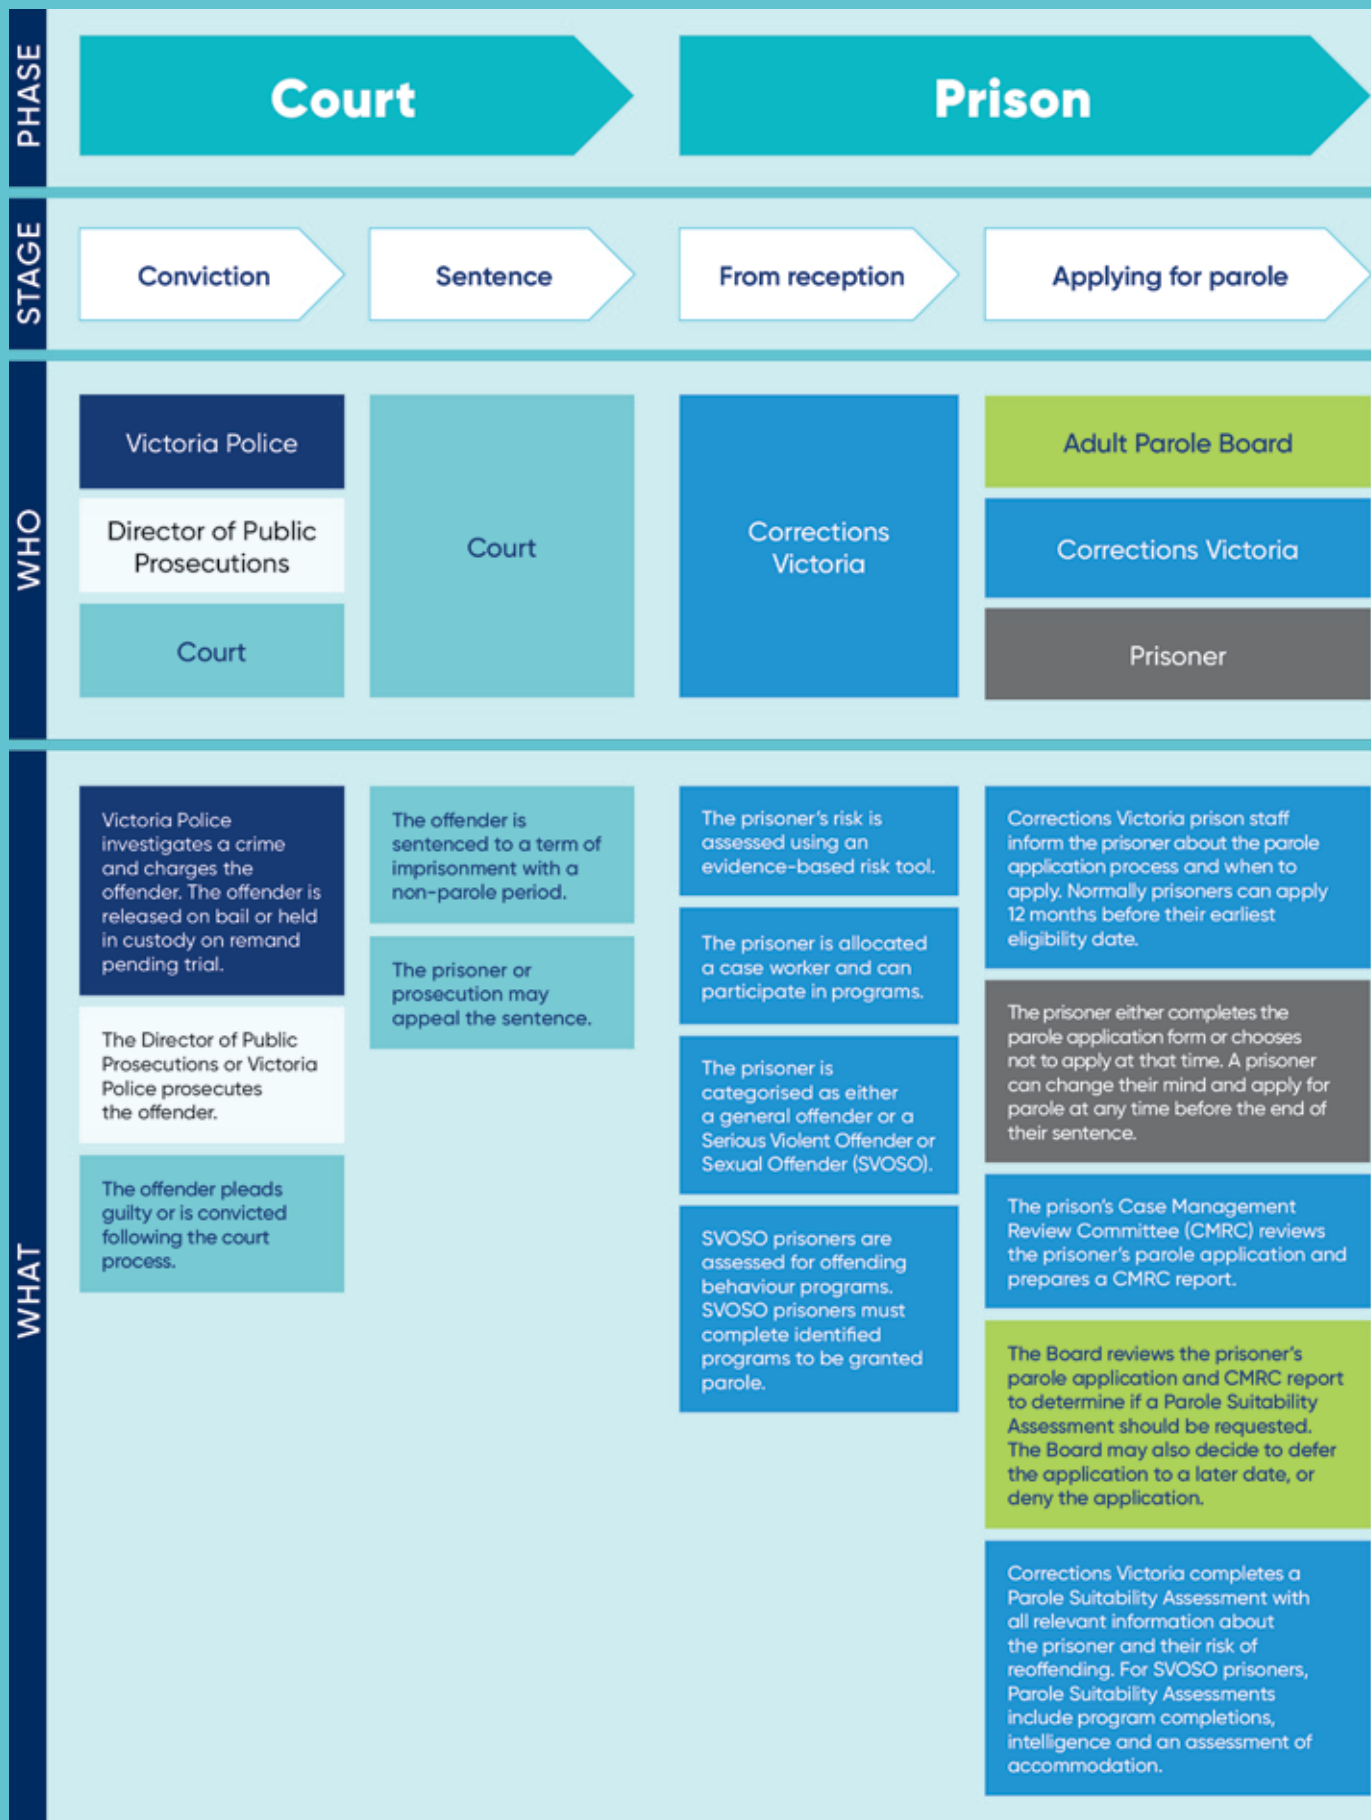 PHASE
Court
Prison
STAGE
Conviction
Sentence
From reception
Applying for parole
WHO
Victoria Police
Director of Public
Prosecutions
Court
Court
Corrections
Victoria
Adult Parole Board
Corrections Victoria
Prisoner
WHAT
Victoria Police
investigates a crime
and charges the
offender. The offender is
released on bail or held
in custody on remand
pending trial.
The Director of Public
Prosecutions or Victoria
Police prosecutes
the offender.
The offender pleads
guilty or is convicted
following the court
process.
The offender is
sentenced to a term of
imprisonment with a
non-parole period.
The prisoner or
prosecution may
appeal the sentence.
The prisoner's risk is
assessed using an
evidence-based risk tool.
The prisoner is allocated
a case worker and can
participate in programs.
The prisoner is
categorised as either
a general offender or a
Serious Violent Offender or
Sexual Offender (SVOSO).
SVOSO prisoners are
assessed for offending
behaviour programs.
SVOSO prisoners must
complete identified
programs to be granted
parole.
Corrections Victoria prison staff
inform the prisoner about the parole
application process and when to
apply. Normally prisoners can apply
12 months before their earliest
eligibility date.
The prisoner either completes the
parole application form or chooses
not to apply at that time. A prisoner
can change their mind and apply for
parole at any time before the end of
their sentence.
The prison's Case Management
Review Committee (CMRC) reviews
the prisoner's parole application and
prepares a CMRC report.
The Board reviews the prisoner's
parole application and CMRC report
to determine if a Parole Suitability
Assessment should be requested.
The Board may also decide to defer
the application to a later date, or
deny the application.
Corrections Victoria completes a
Parole Suitability Assessment with
all relevant information about
the prisoner and their risk of
reoffending. For SVOSO prisoners,
Parole Suitability Assessments
include program completions,
intelligence and an assessment of
accommodation.